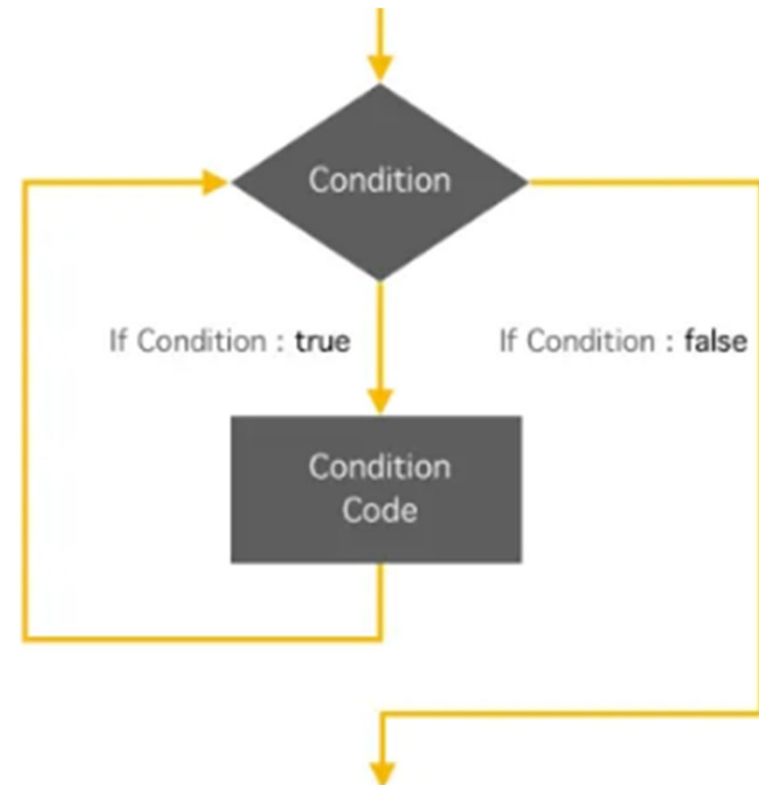 Condition
If Condition : true
If Condition : false
Condition
Code